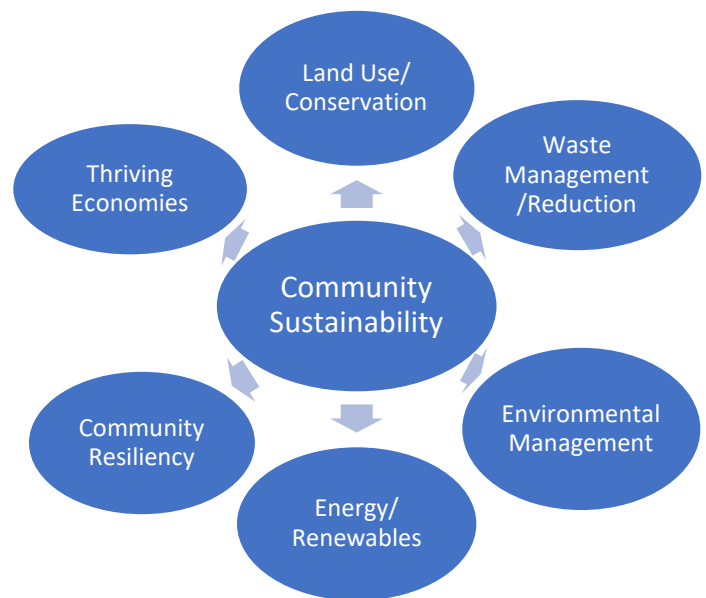 Land Use/
Conservation
Waste
Management
/Reduction
Thriving
Economies
Community
Sustainability
Environmental
Management
Community
Resiliency
Energy/
Renewables